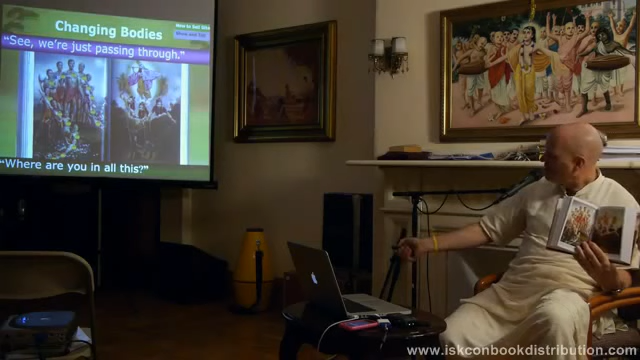 Changing Bodies
"See, we're just passing through."
"Where are you in all this?"
www.iskconbookdistribution.com